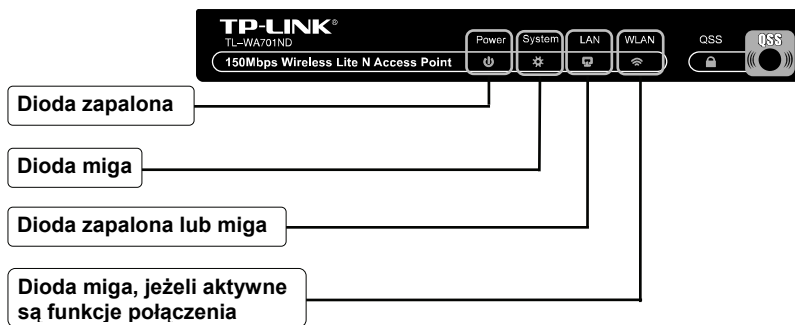 TP-LINK®
TL-WA701ND
Power System LAN WLAN QSS QSS
150Mbps Wireless Lite N Access Point
Dioda zapalona
Dioda miga
Dioda zapalona lub miga
Dioda miga, jeżeli aktywne
są funkcje połączenia